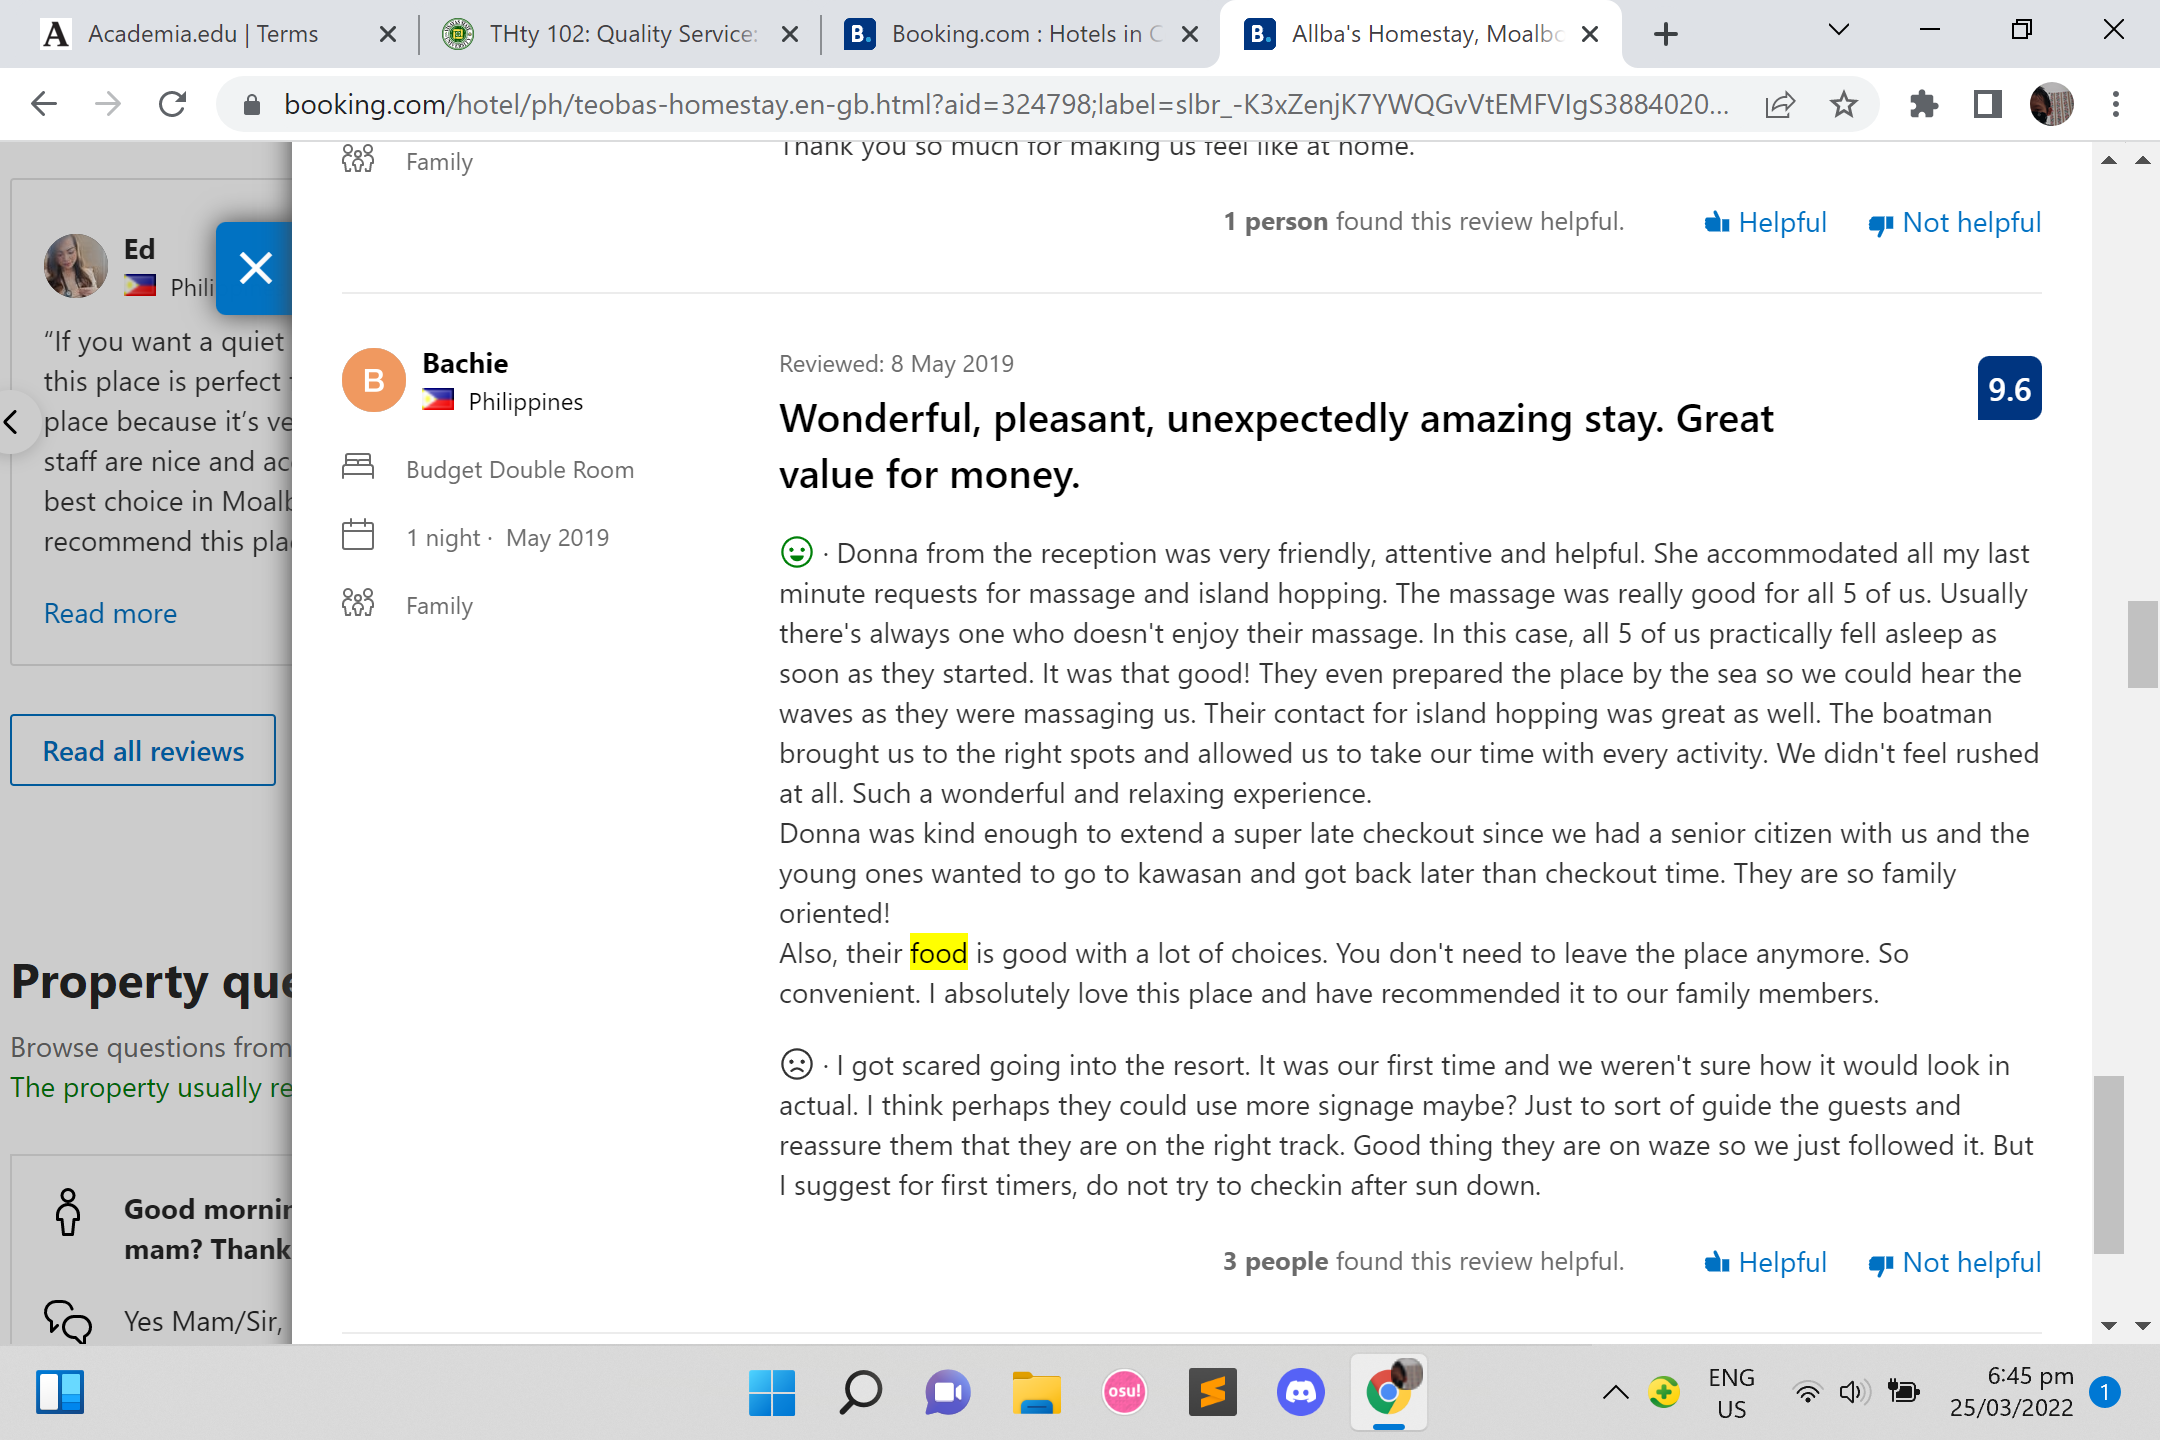 Academia.edu | Terms
THty 102: Quality Service:
Booking.com : Hotels in C
Allba's Homestay, Moalbo
booking.com/hotel/ph/teobas-homestay.en-gb.html?aid=324798;label=slbr_-K3xZenjK7YWQGvVtEMFVIgS3884020...
Ed
Phili
“If you want a quiet
this place is perfect
place because it’s ve
staff are nice and ac
best choice in Moalb
recommend this pla
Read more
Read all reviews
Property que
Browse questions from
The property usually re
Good mornin
mam? Thank
Yes Mam/Sir,
Family
Thank you so much for making us feel like at home.
1 person found this review helpful.
Helpful
Not helpful
B
Bachie
Philippines
Budget Double Room
1 night · May 2019
Family
Reviewed: 8 May 2019
9.6
Wonderful, pleasant, unexpectedly amazing stay. Great
value for money.
· Donna from the reception was very friendly, attentive and helpful. She accommodated all my last
minute requests for massage and island hopping. The massage was really good for all 5 of us. Usually
there's always one who doesn't enjoy their massage. In this case, all 5 of us practically fell asleep as
soon as they started. It was that good! They even prepared the place by the sea so we could hear the
waves as they were massaging us. Their contact for island hopping was great as well. The boatman
brought us to the right spots and allowed us to take our time with every activity. We didn't feel rushed
at all. Such a wonderful and relaxing experience.
Donna was kind enough to extend a super late checkout since we had a senior citizen with us and the
young ones wanted to go to kawasan and got back later than checkout time. They are so family
oriented!
Also, their food is good with a lot of choices. You don't need to leave the place anymore. So
convenient. I absolutely love this place and have recommended it to our family members.
· I got scared going into the resort. It was our first time and we weren't sure how it would look in
actual. I think perhaps they could use more signage maybe? Just to sort of guide the guests and
reassure them that they are on the right track. Good thing they are on waze so we just followed it. But
I suggest for first timers, do not try to checkin after sun down.
3 people found this review helpful.
Helpful
Not helpful
osu!
ENG
US
6:45 pm
25/03/2022
1